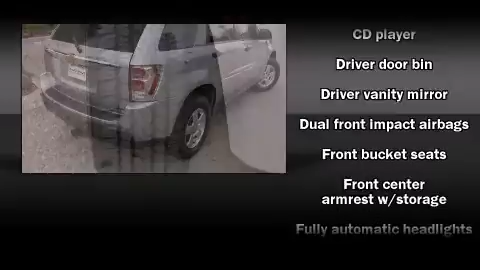 CD player
Driver door bin
Driver vanity mirror
Dual front impact airbags
Front bucket seats
Front center
armrest w/storage
Fully automatic headlights